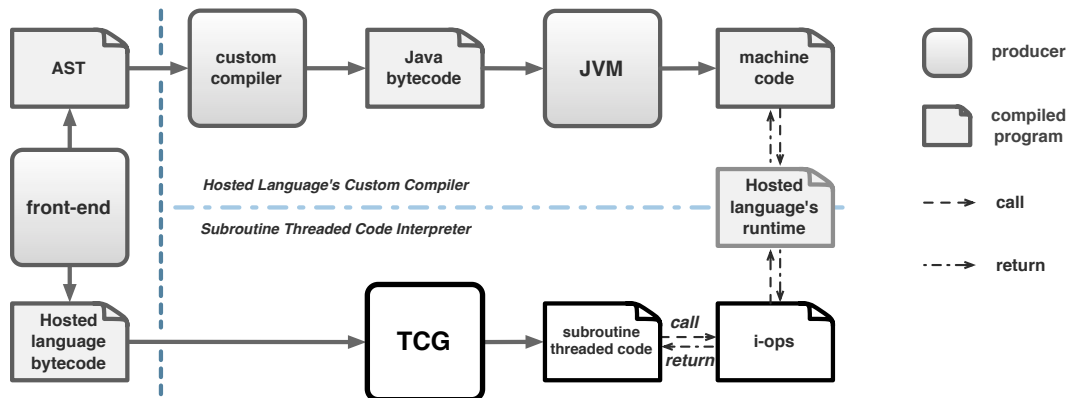 AST
custom
compiler
Java
bytecode
JVM
machine
code
producer
compiled
program
front-end
Hosted Language's Custom Compiler
Subroutine Threaded Code Interpreter
Hosted
language's
runtime
call
return
Hosted
language
bytecode
TCG
subroutine
threaded code
call
return
i-ops